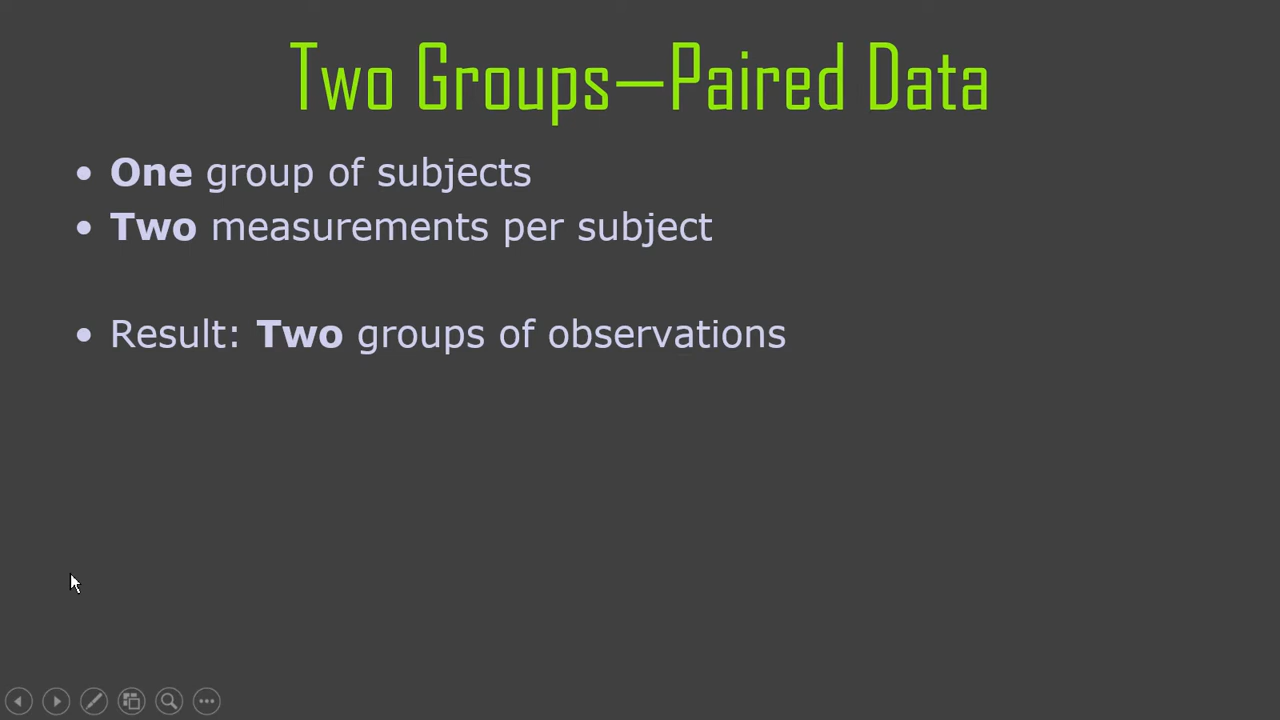 Two Groups—Paired Data
• One group of subjects
• Two measurements per subject
• Result: Two groups of observations